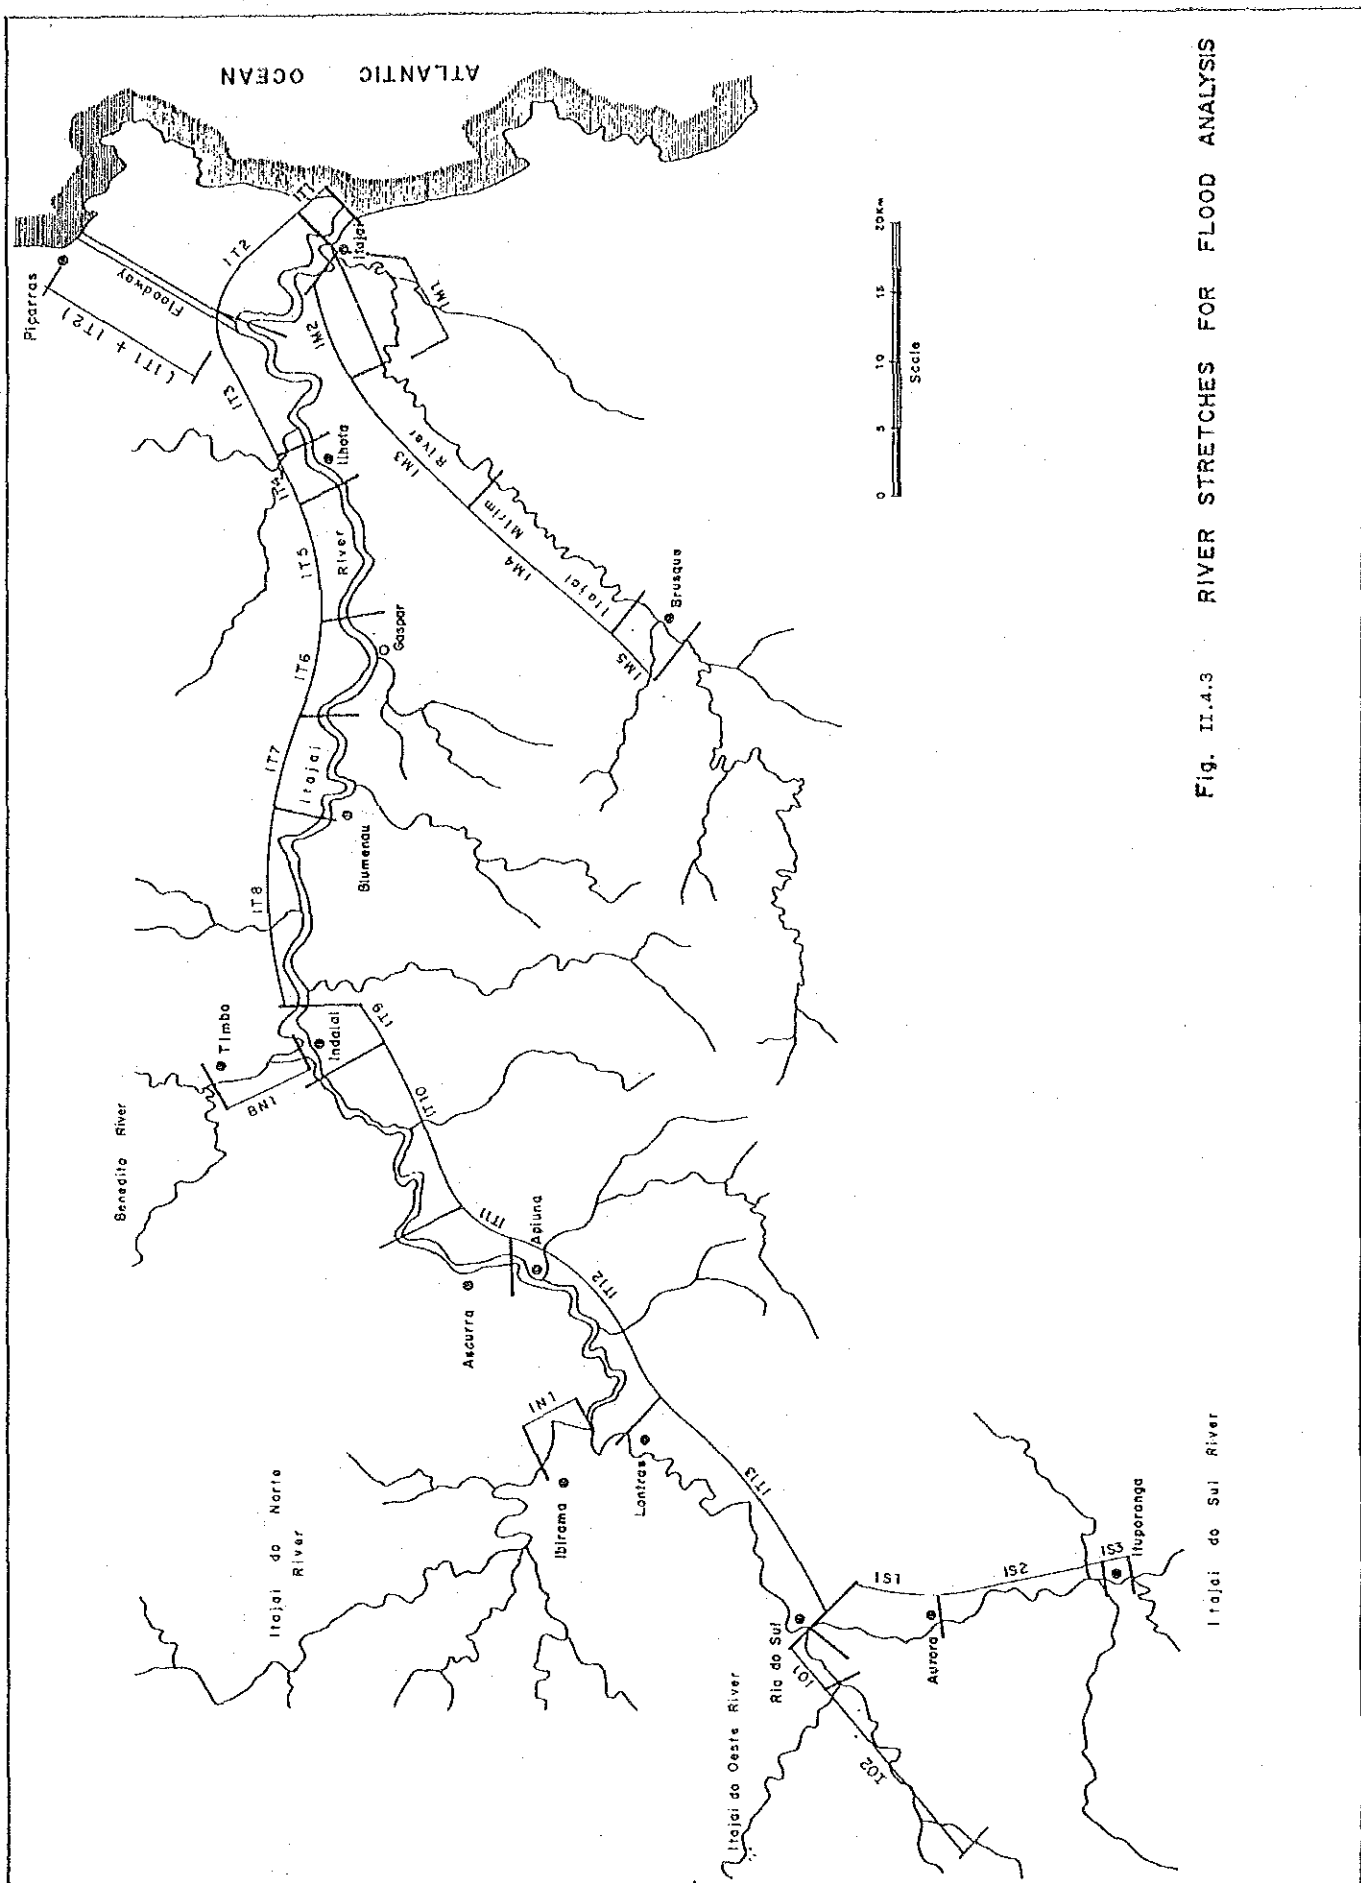 ATLANTIC OCEAN
Piçarras
Floodway
(IT1 + IT2)
IT1
IT2
IT3
IT4
IT5
IT6
IT7
IT8
IT9
IT10
IT11
IT12
IT13
Itajaí
IM1
IM2
IM3
IM4
IM5
Itajaí Mirim River
Ilhota
Itajaí River
Gaspar
Brusque
Blumenau
Timbo
Indaial
BN1
Benedito River
Ascurra
Apiuna
IN1
Ibirama
Lontras
Itajaí do Norte
River
Rio do Sul
IO1
IO2
Itajaí do Oeste River
IS1
IS2
IS3
Aurora
Ituporanga
Itajaí do Sul River
0 5 10 15 20Km
Scale
Fig. II.4.3 RIVER STRETCHES FOR FLOOD ANALYSIS